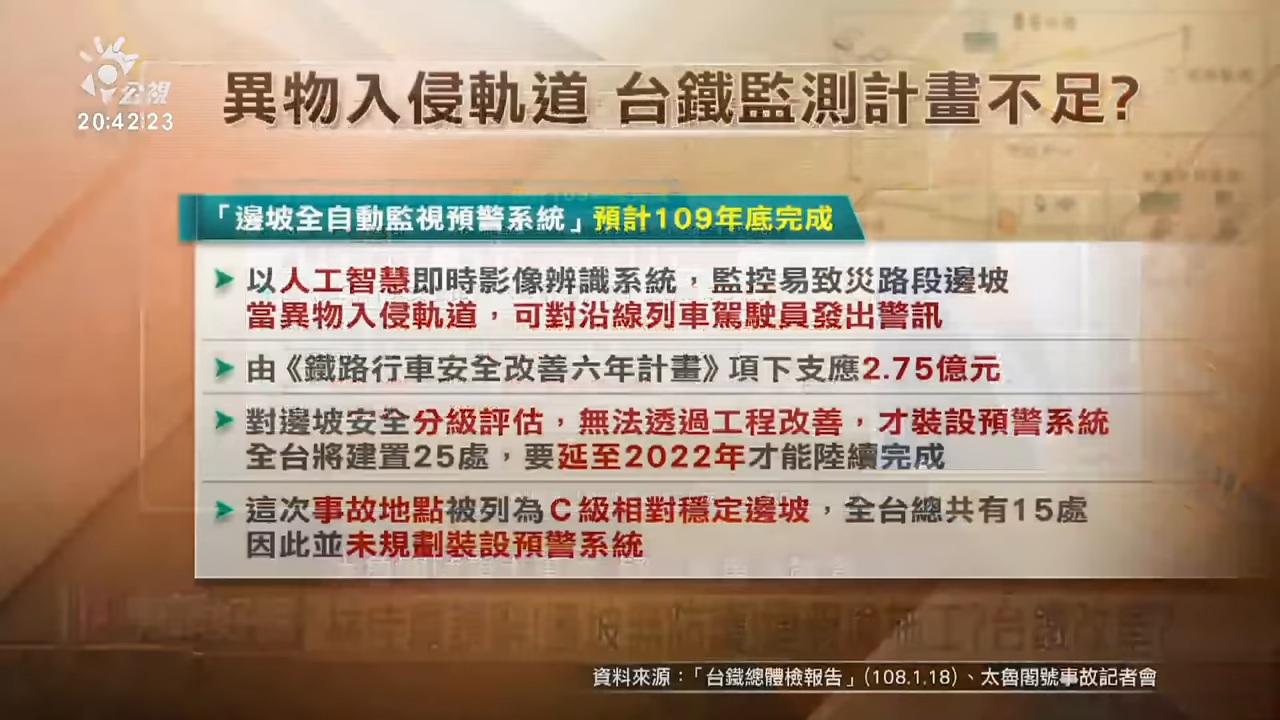 公視
20:42:23
異物入侵軌道 台鐵監測計畫不足?
「邊坡全自動監視預警系統」預計109年底完成
以人工智慧即時影像辨識系統，監控易致災路段邊坡
當異物入侵軌道，可對沿線列車駕駛員發出警訊
由《鐵路行車安全改善六年計畫》項下支應2.75億元
對邊坡安全分級評估，無法透過工程改善，才裝設預警系統
全台將建置25處，要延至2022年才能陸續完成
這次事故地點被列為C級相對穩定邊坡，全台總共有15處
因此並未規劃裝設預警系統
資料來源：「台鐵總體檢報告」(108.1.18)、太魯閣號事故記者會